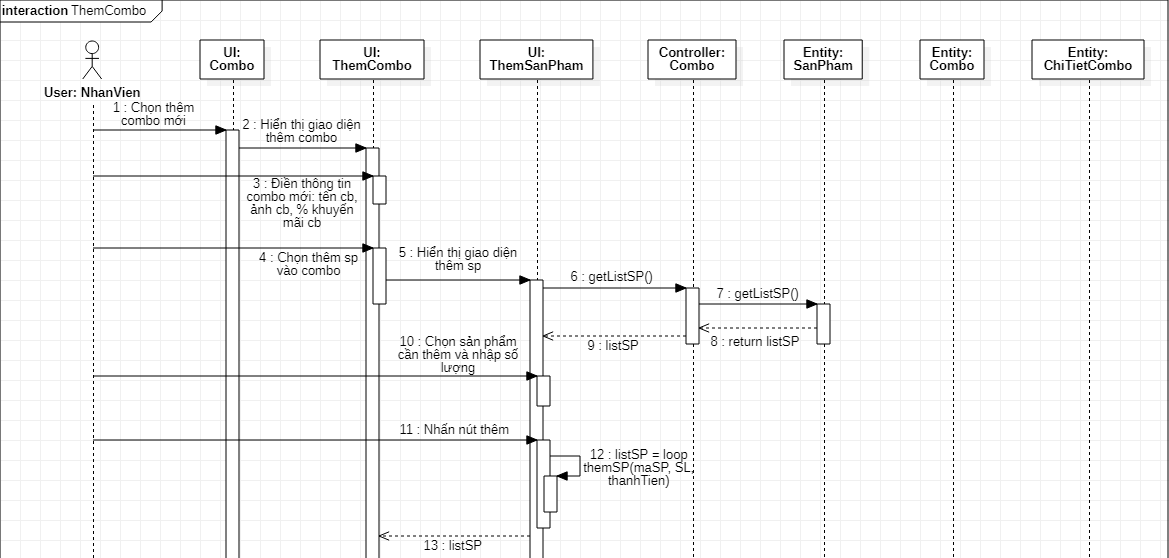 interaction ThemCombo
UI:
Combo
UI:
ThemCombo
UI:
ThemSanPham
Controller:
Combo
Entity:
SanPham
Entity:
Combo
Entity:
ChiTietCombo
User: NhanVien
1 : Chọn thêm
combo mới
2 : Hiển thị giao diện
thêm combo
3 : Điền thông tin
combo mới: tên cb,
ảnh cb, % khuyến
mãi cb
4 : Chọn thêm sp
vào combo
5 : Hiển thị giao diện
thêm sp
6 : getListSP()
7 : getListSP()
8 : return listSP
9 : listSP
10 : Chọn sản phẩm
cần thêm và nhập số
lượng
11 : Nhấn nút thêm
12 : listSP = loop
themSP(maSP, SL,
thanhTien)
13 : listSP